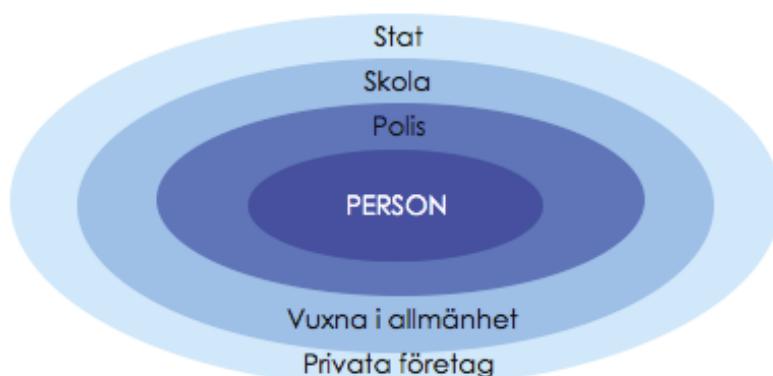 Stat
Skola
Polis
PERSON
Vuxna i allmänhet
Privata företag